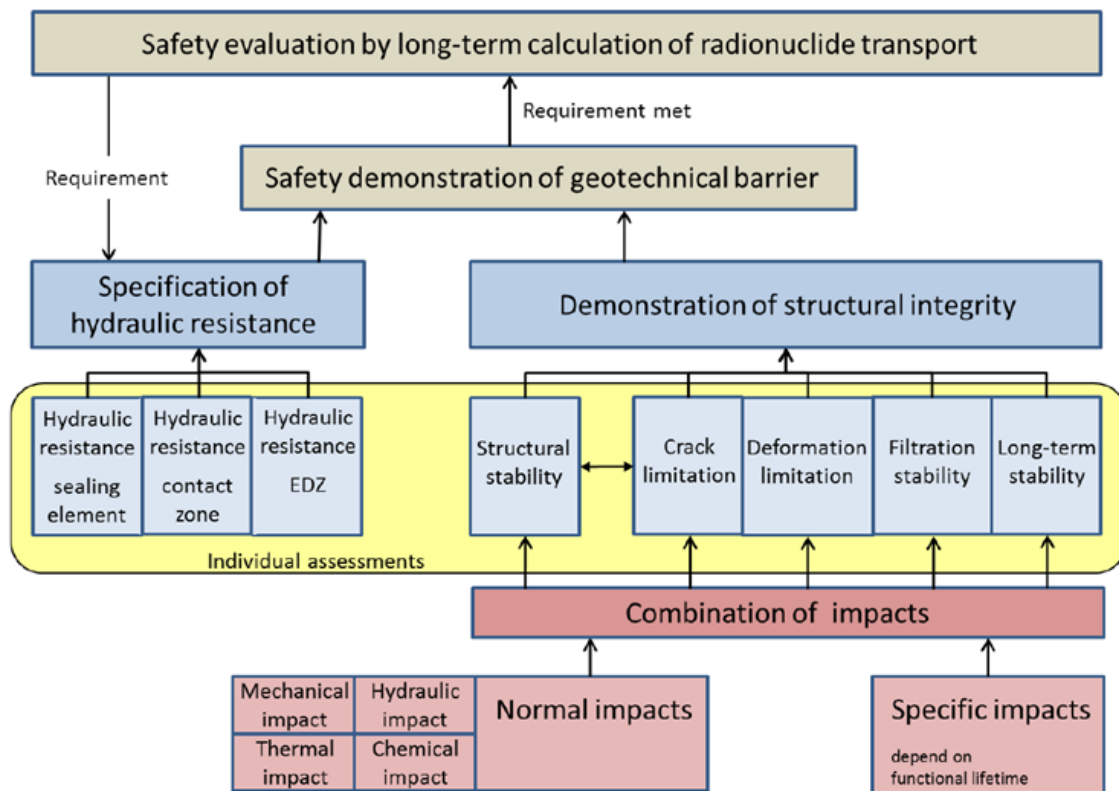 Safety evaluation by long-term calculation of radionuclide transport
Requirement met
Requirement
Safety demonstration of geotechnical barrier
Specification of
hydraulic resistance
Demonstration of structural integrity
Hydraulic
resistance
sealing
element
Hydraulic
resistance
contact
zone
Hydraulic
resistance
EDZ
Structural
stability
Crack
limitation
Deformation
limitation
Filtration
stability
Long-term
stability
Individual assessments
Combination of impacts
Mechanical
impact
Hydraulic
impact
Thermal
impact
Chemical
impact
Normal impacts
Specific impacts
depend on
functional lifetime